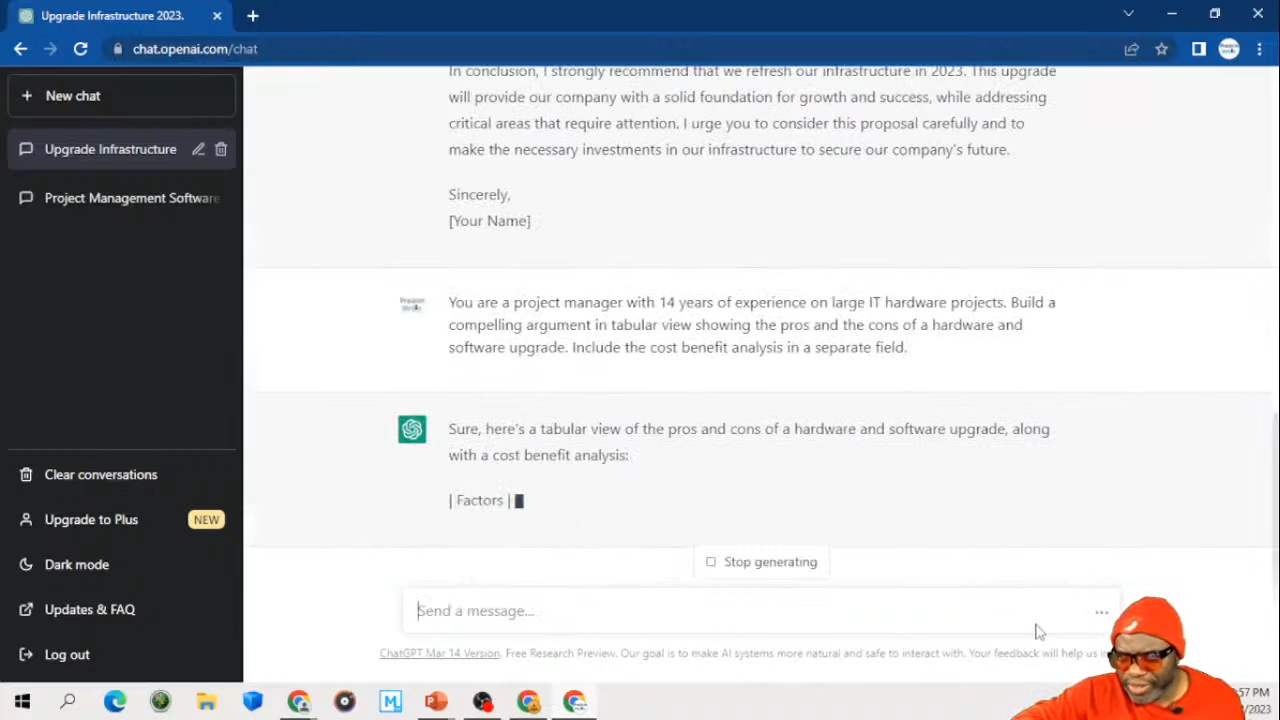 Upgrade Infrastructure 2023.
chat.openai.com/chat
New chat
Upgrade Infrastructure
Project Management Software
Clear conversations
Upgrade to Plus NEW
Dark mode
Updates & FAQ
Log out
In conclusion, I strongly recommend that we refresh our infrastructure in 2023. This upgrade
will provide our company with a solid foundation for growth and success, while addressing
critical areas that require attention. I urge you to consider this proposal carefully and to
make the necessary investments in our infrastructure to secure our company's future.
Sincerely,
[Your Name]
You are a project manager with 14 years of experience on large IT hardware projects. Build a
compelling argument in tabular view showing the pros and the cons of a hardware and
software upgrade. Include the cost benefit analysis in a separate field.
Sure, here's a tabular view of the pros and cons of a hardware and software upgrade, along
with a cost benefit analysis:
| Factors |
Stop generating
Send a message...
ChatGPT Mar 14 Version. Free Research Preview. Our goal is to make AI systems more natural and safe to interact with. Your feedback will help us
:57 PM
/2023